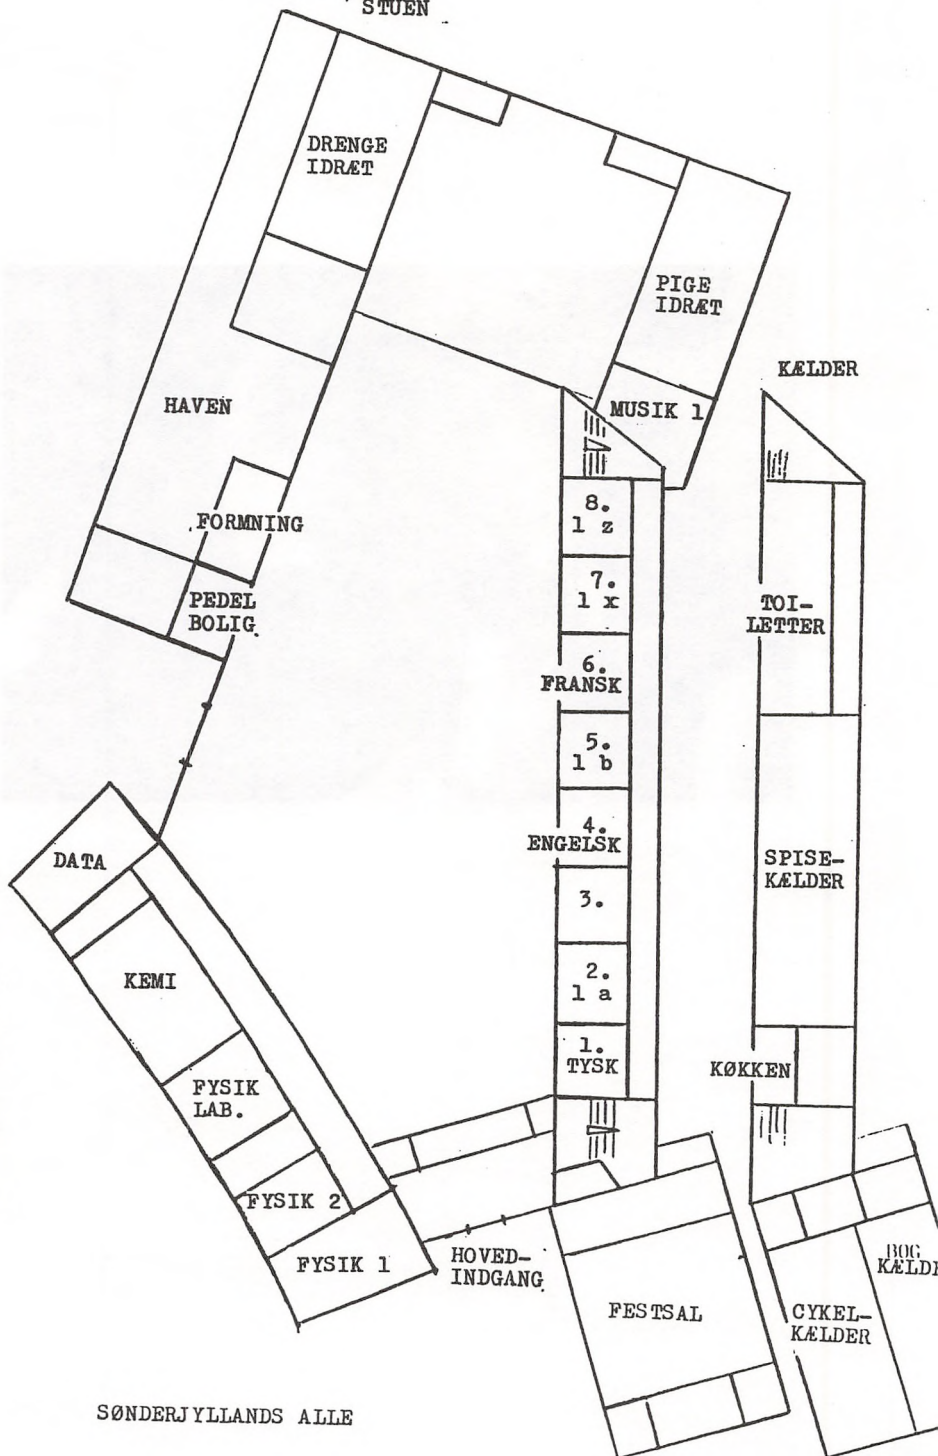 STUEN
DRENGE
IDRÆT
PIGE
IDRÆT
KÆLDER
HAVEN
MUSIK 1
8.
1 z
FORMNING
7.
1 x
PEDEL
BOLIG.
TOI-
LETTER
6.
FRANSK
5.
1 b
4.
ENGELSK
DATA
SPISE-
KÆLDER
3.
KEMI
2.
1 a
1.
TYSK
KØKKEN
FYSIK
LAB.
FYSIK 2
FYSIK 1
HOVED-
INDGANG
BOG
KÆLDE
FESTSAL
CYKEL-
KÆLDER
SØNDERJYLLANDS ALLE